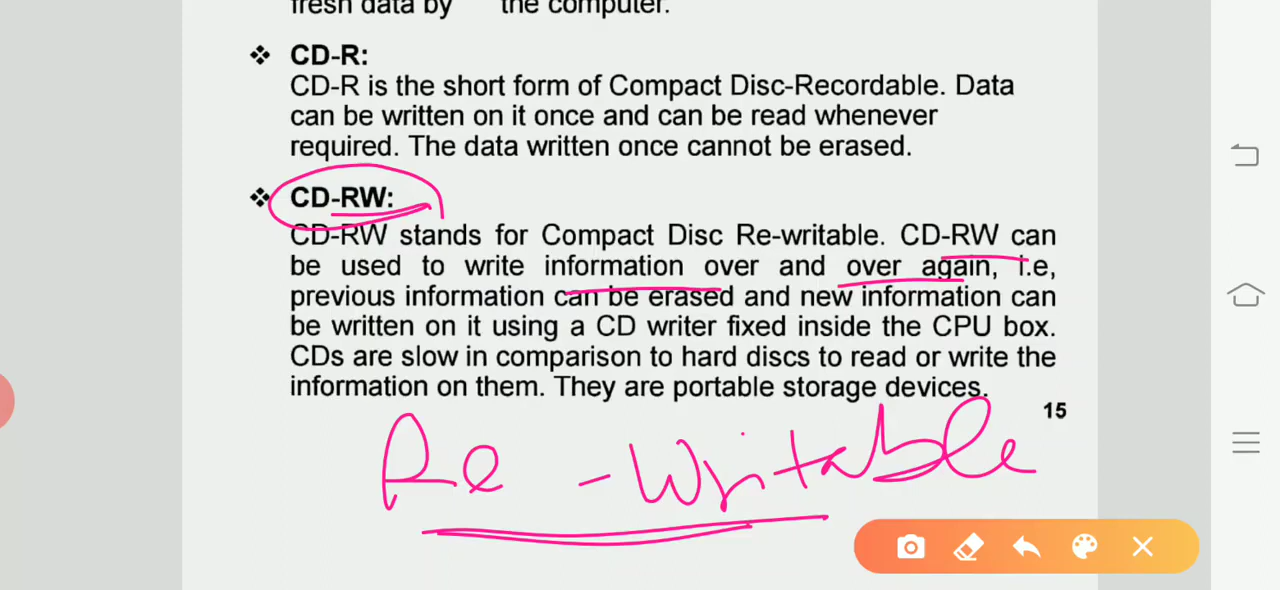 fresh data by the computer.
❖ CD-R:
CD-R is the short form of Compact Disc-Recordable. Data
can be written on it once and can be read whenever
required. The data written once cannot be erased.
❖ CD-RW:
CD-RW stands for Compact Disc Re-writable. CD-RW can
be used to write information over and over again, i.e,
previous information can be erased and new information can
be written on it using a CD writer fixed inside the CPU box.
CDs are slow in comparison to hard discs to read or write the
information on them. They are portable storage devices.
15
Re -Writable